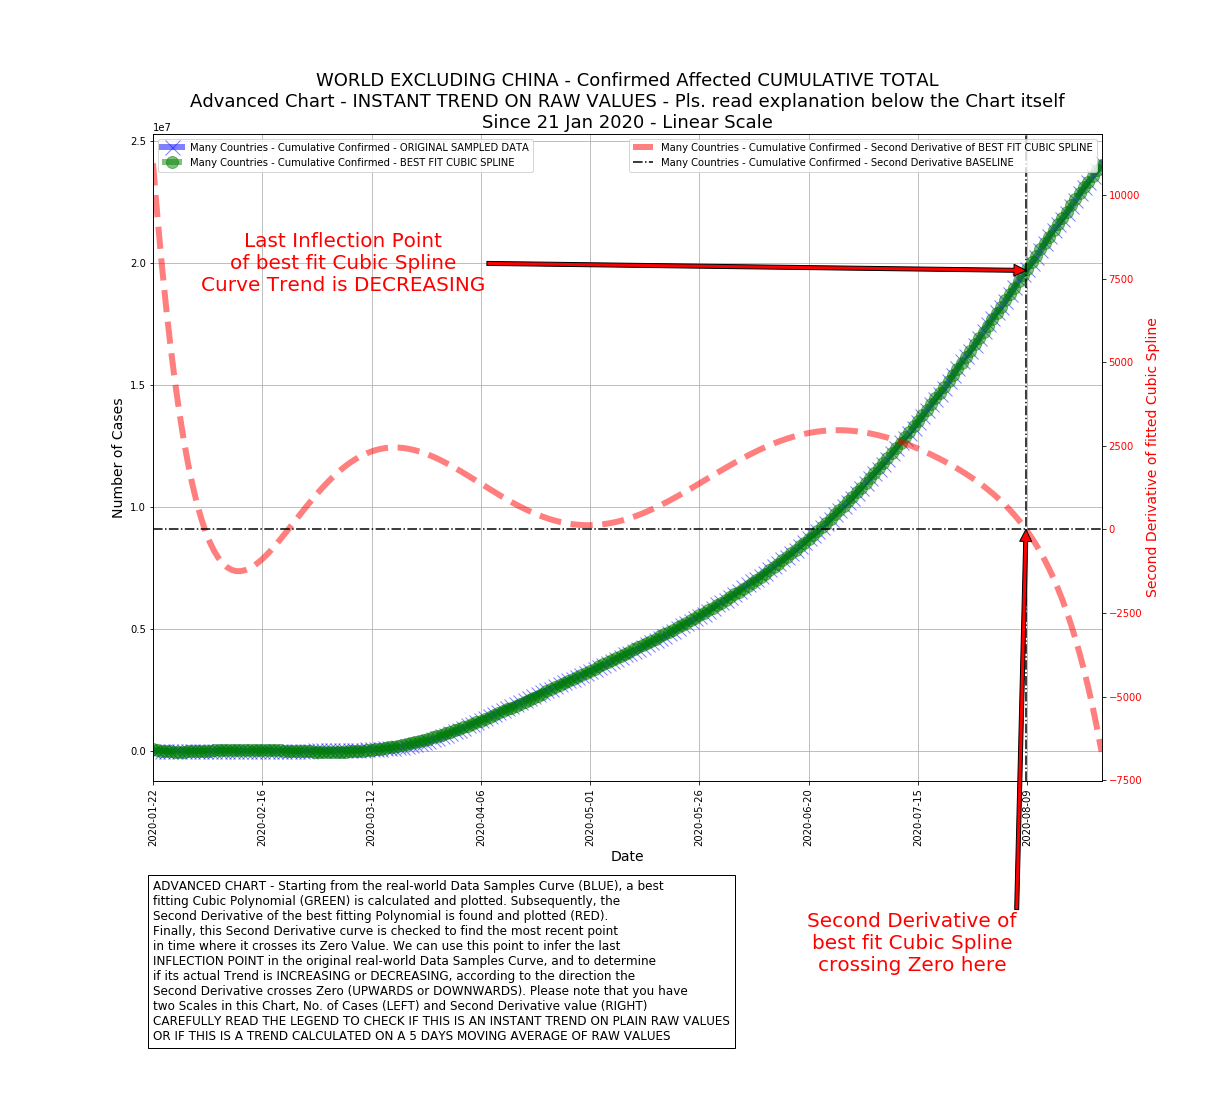 WORLD EXCLUDING CHINA - Confirmed Affected CUMULATIVE TOTAL
Advanced Chart - INSTANT TREND ON RAW VALUES - Pls. read explanation below the Chart itself
Since 21 Jan 2020 - Linear Scale
1e7
Many Countries - Cumulative Confirmed - ORIGINAL SAMPLED DATA
Many Countries - Cumulative Confirmed - BEST FIT CUBIC SPLINE
Many Countries - Cumulative Confirmed - Second Derivative of BEST FIT CUBIC SPLINE
Many Countries - Cumulative Confirmed - Second Derivative BASELINE
Last Inflection Point
of best fit Cubic Spline
Curve Trend is DECREASING
2.5
2.0
1.5
1.0
0.5
0.0
Number of Cases
10000
7500
5000
2500
0
−2500
−5000
−7500
Second Derivative of fitted Cubic Spline
2020-01-22
2020-02-16
2020-03-12
2020-04-06
2020-05-01
2020-05-26
2020-06-20
2020-07-15
2020-08-09
Date
Second Derivative of
best fit Cubic Spline
crossing Zero here
ADVANCED CHART - Starting from the real-world Data Samples Curve (BLUE), a best
fitting Cubic Polynomial (GREEN) is calculated and plotted. Subsequently, the
Second Derivative of the best fitting Polynomial is found and plotted (RED).
Finally, this Second Derivative curve is checked to find the most recent point
in time where it crosses its Zero Value. We can use this point to infer the last
INFLECTION POINT in the original real-world Data Samples Curve, and to determine
if its actual Trend is INCREASING or DECREASING, according to the direction the
Second Derivative crosses Zero (UPWARDS or DOWNWARDS). Please note that you have
two Scales in this Chart, No. of Cases (LEFT) and Second Derivative value (RIGHT)
CAREFULLY READ THE LEGEND TO CHECK IF THIS IS AN INSTANT TREND ON PLAIN RAW VALUES
OR IF THIS IS A TREND CALCULATED ON A 5 DAYS MOVING AVERAGE OF RAW VALUES